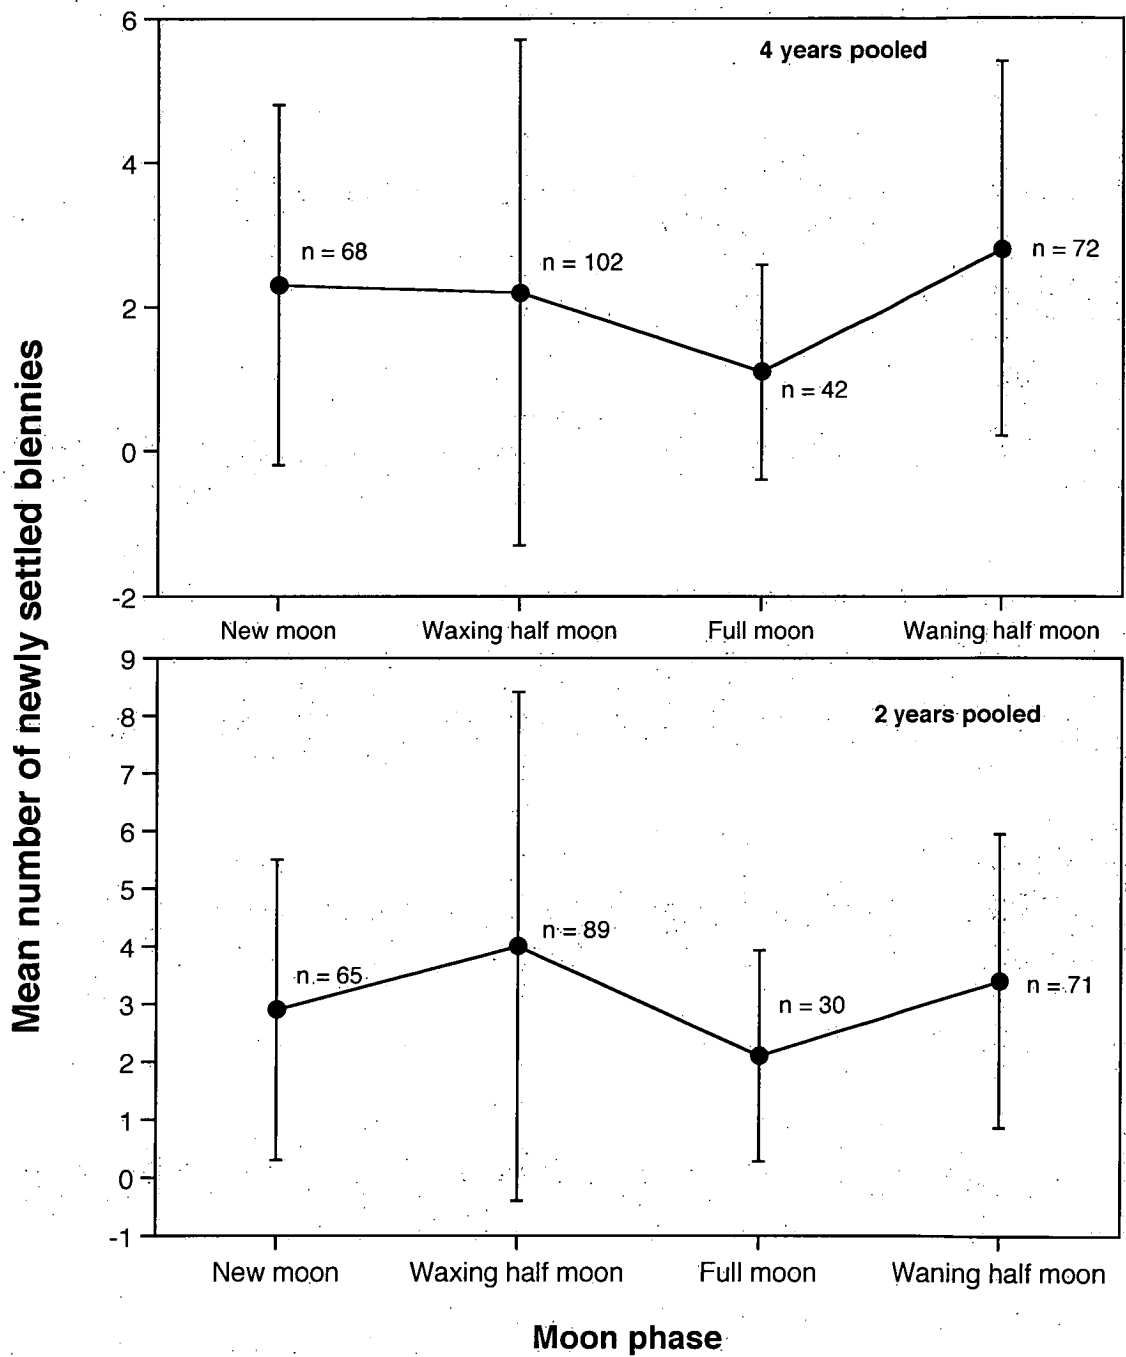 Mean number of newly settled blennies
4 years pooled
6
4
2
0
-2
n = 68
n = 102
n = 42
n = 72
New moon
Waxing half moon
Full moon
Waning half moon
2 years pooled
9
8
7
6
5
4
3
2
1
0
-1
n = 65
n = 89
n = 30
n = 71
New moon
Waxing half moon
Full moon
Waning half moon
Moon phase